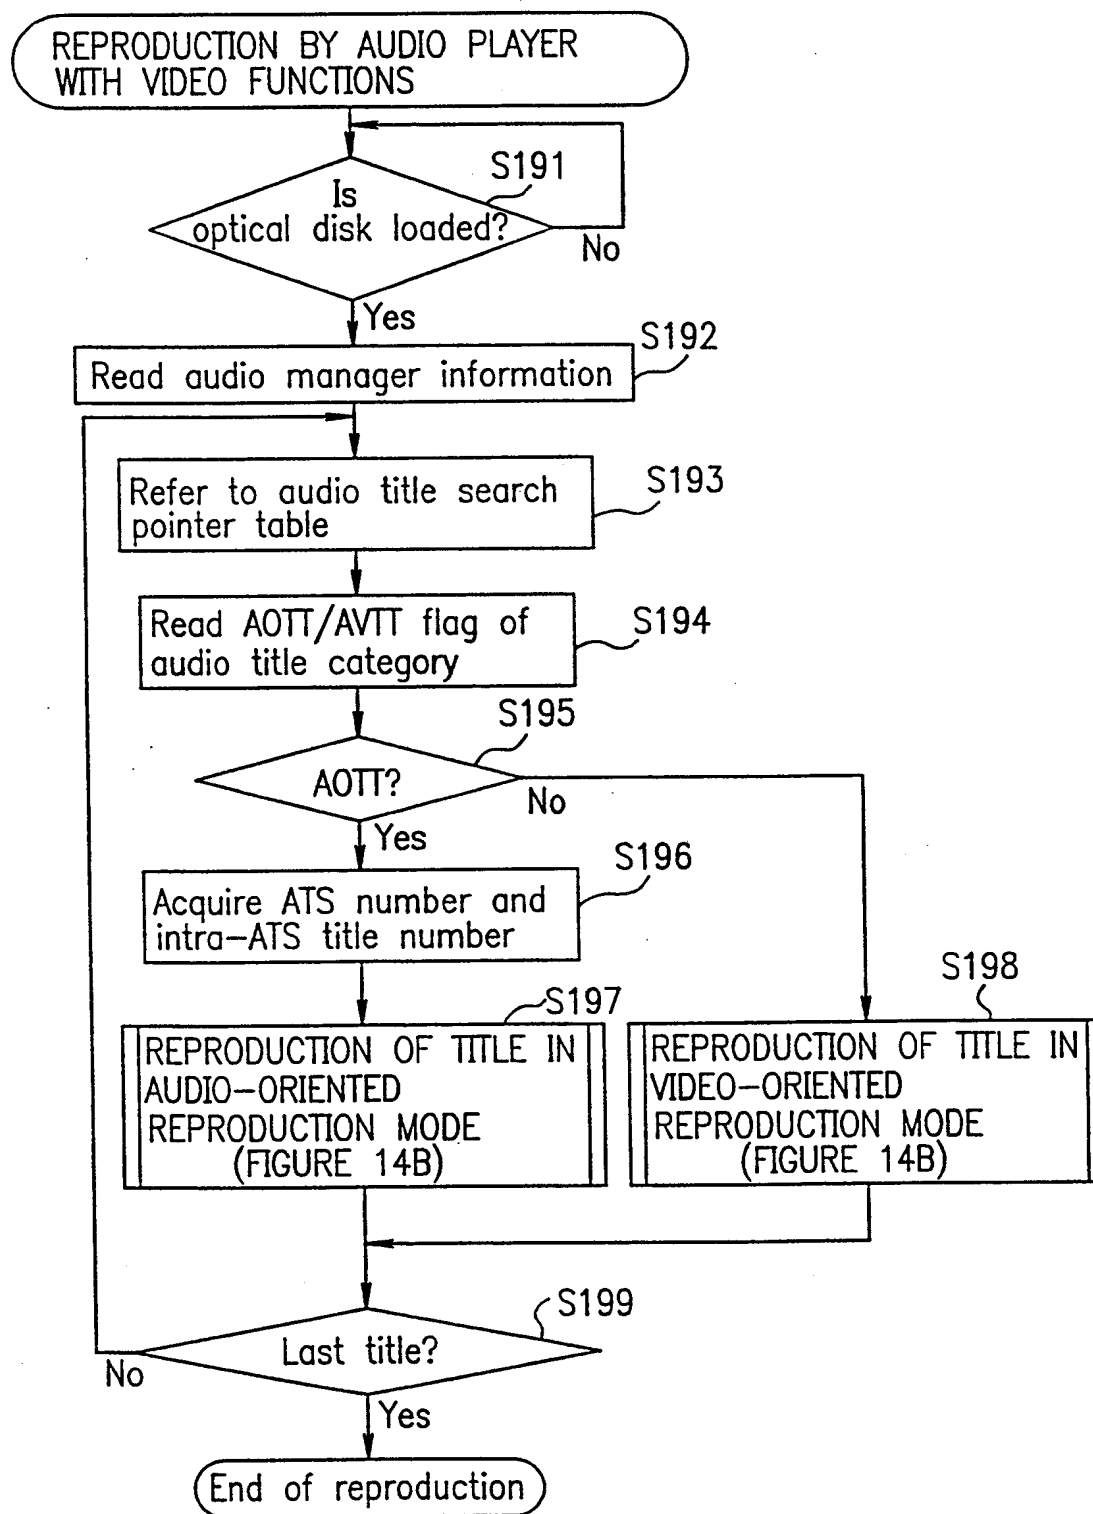 REPRODUCTION BY AUDIO PLAYER
WITH VIDEO FUNCTIONS
S191
Is
optical disk loaded?
No
Yes
S192
Read audio manager information
S193
Refer to audio title search
pointer table
S194
Read AOTT/AVTT flag of
audio title category
S195
AOTT?
No
Yes
S196
Acquire ATS number and
intra-ATS title number
S197
REPRODUCTION OF TITLE IN
AUDIO-ORIENTED
REPRODUCTION MODE
(FIGURE 14B)
S198
REPRODUCTION OF TITLE IN
VIDEO-ORIENTED
REPRODUCTION MODE
(FIGURE 14B)
S199
Last title?
No
Yes
End of reproduction